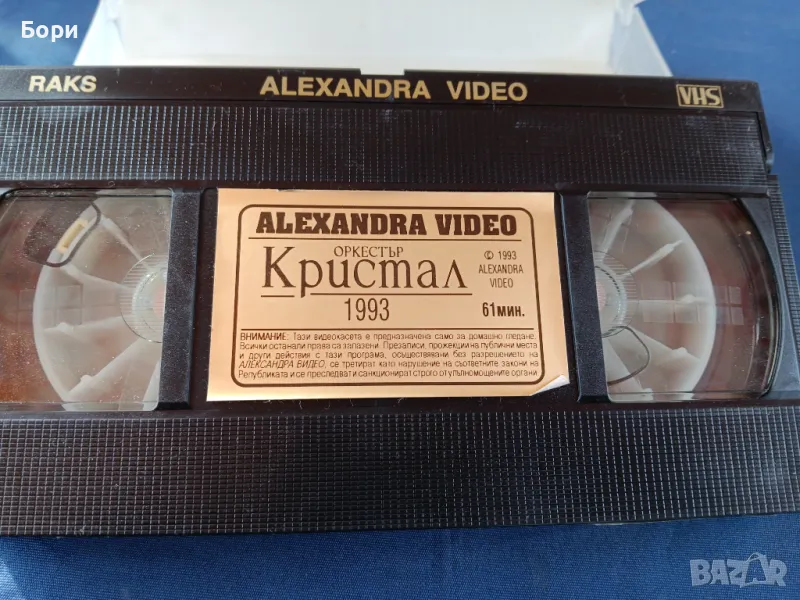 Бори
RAKS
ALEXANDRA VIDEO
VHS
ALEXANDRA VIDEO
ОРКЕСТЪР
Кристал
1993
© 1993
ALEXANDRA
VIDEO
61 мин.
ВНИМАНИЕ: Тази видеокасета е предназначена само за домашно гледане.
Всички останали права са запазени. Презаписи, прожекции на публични места
и други действия с тази програма, осъществявани без разрешението на
АЛЕКСАНДРА ВИДЕО, се третират като нарушение на съответните закони на
Републиката и се преследват и санкционират строго от упълномощените органи.
BAZAR